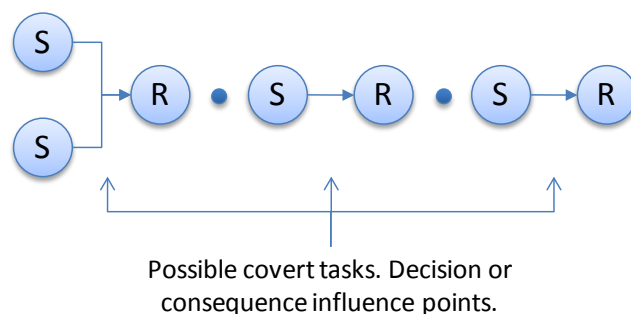 S
R S R S R
S
Possible covert tasks. Decision or
consequence influence points.